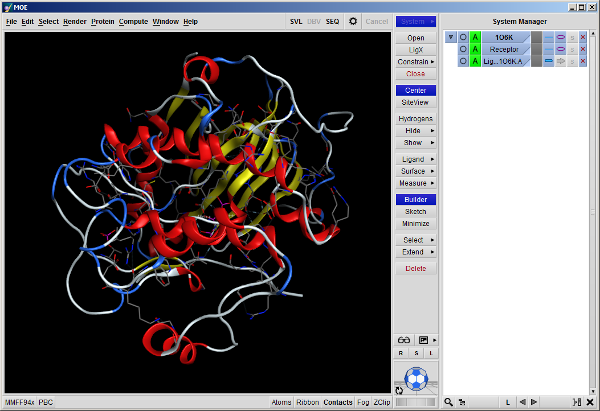 MOE
File Edit Select Render Protein Compute Window Help SVL DBV SEQ Cancel
System
Open
LigX
Constrain
Close
Center
SiteView
Hydrogens
Hide
Show
Ligand
Surface
Measure
Builder
Sketch
Minimize
Select
Extend
Delete
R S L
MMFF94x PBC Atoms Ribbon Contacts Fog ZClip
System Manager
A 1O6K s
A Receptor s
A Lig...1O6K.A s
L